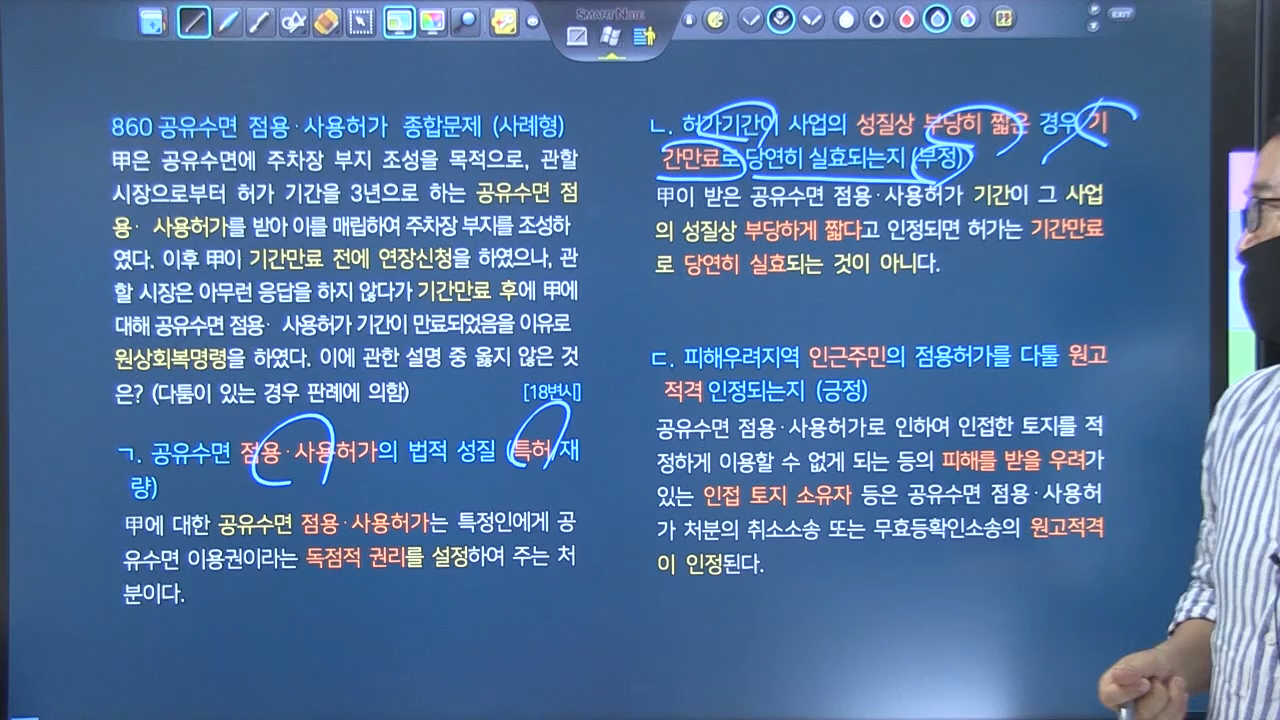 SMART NOTE
EXIT
860 공유수면 점용·사용허가 종합문제 (사례형)
甲은 공유수면에 주차장 부지 조성을 목적으로, 관할
시장으로부터 허가 기간을 3년으로 하는 공유수면 점
용· 사용허가를 받아 이를 매립하여 주차장 부지를 조성하
였다. 이후 甲이 기간만료 전에 연장신청을 하였으나, 관
할 시장은 아무런 응답을 하지 않다가 기간만료 후에 甲에
대해 공유수면 점용· 사용허가 기간이 만료되었음을 이유로
원상회복명령을 하였다. 이에 관한 설명 중 옳지 않은 것
은? (다툼이 있는 경우 판례에 의함) [18변시]
ㄱ. 공유수면 점용·사용허가의 법적 성질 (특허 재
량)
甲에 대한 공유수면 점용·사용허가는 특정인에게 공
유수면 이용권이라는 독점적 권리를 설정하여 주는 처
분이다.
ㄴ. 허가기간이 사업의 성질상 부당히 짧은 경우 기
간만료로 당연히 실효되는지 (부정)
甲이 받은 공유수면 점용·사용허가 기간이 그 사업
의 성질상 부당하게 짧다고 인정되면 허가는 기간만료
로 당연히 실효되는 것이 아니다.
ㄷ. 피해우려지역 인근주민의 점용허가를 다툴 원고
적격 인정되는지 (긍정)
공유수면 점용·사용허가로 인하여 인접한 토지를 적
정하게 이용할 수 없게 되는 등의 피해를 받을 우려가
있는 인접 토지 소유자 등은 공유수면 점용·사용허
가 처분의 취소소송 또는 무효등확인소송의 원고적격
이 인정된다.